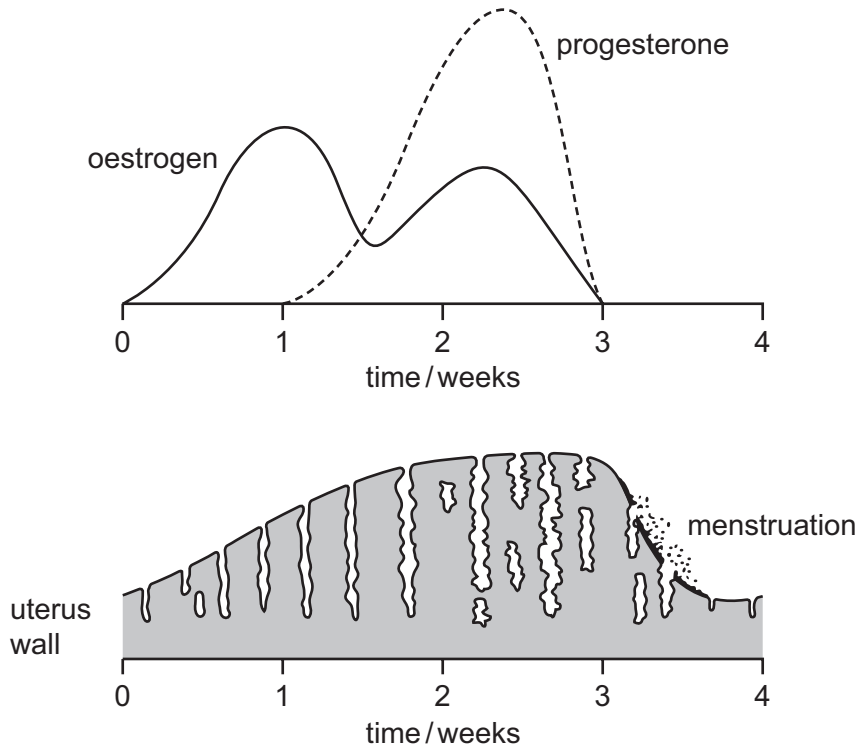 progesterone
oestrogen
0 1 2 3 4
time / weeks
menstruation
uterus
wall
0 1 2 3 4
time / weeks